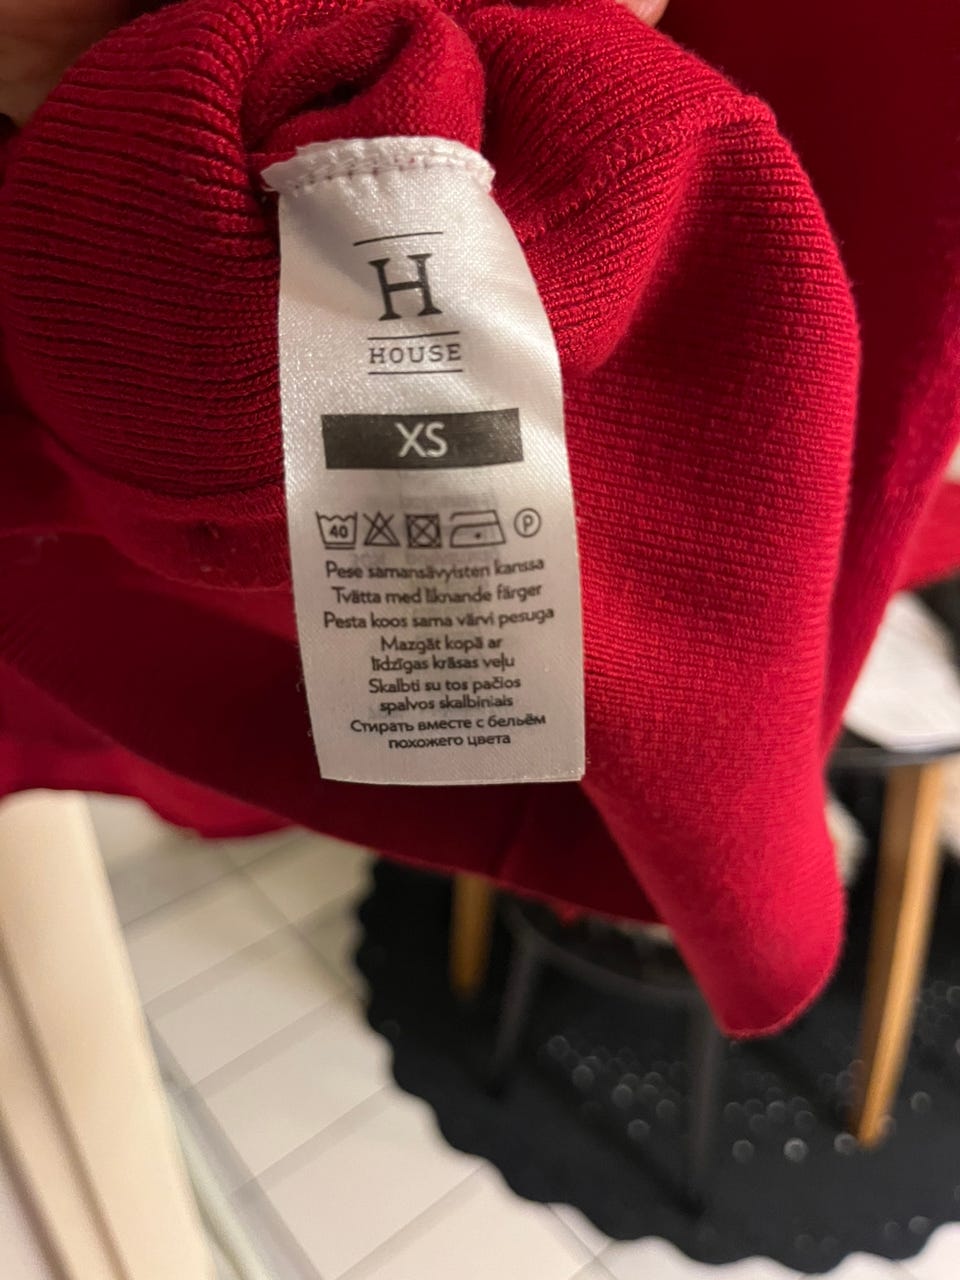 H
HOUSE
XS
40
P
Pese samansävyisten kanssa
Tvätta med liknande färger
Pesta koos sama värvi pesuga
Mazgāt kopā ar
līdzīgas krāsas veļu
Skalbti su tos pačios
spalvos skalbiniais
Стирать вместе с бельём
похожего цвета